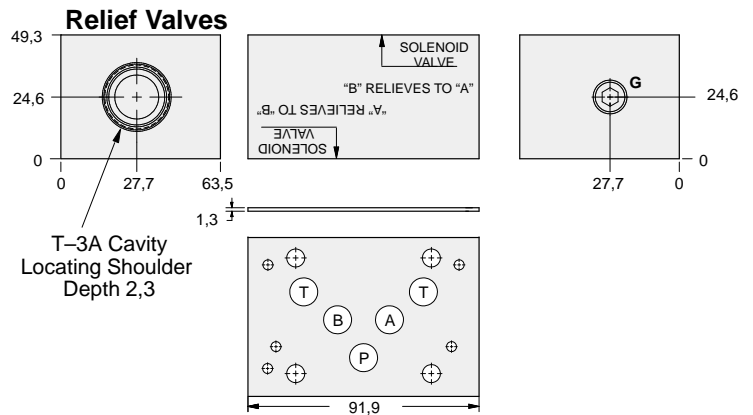 Relief Valves
49,3
24,6
0
0
27,7
63,5
T–3A Cavity
Locating Shoulder
Depth 2,3
SOLENOID
VALVE
“B” RELIEVES TO “A”
“A” RELIEVES TO “B”
SOLENOID
VALVE
G
24,6
0
27,7
0
1,3
T
T
B
A
P
91,9